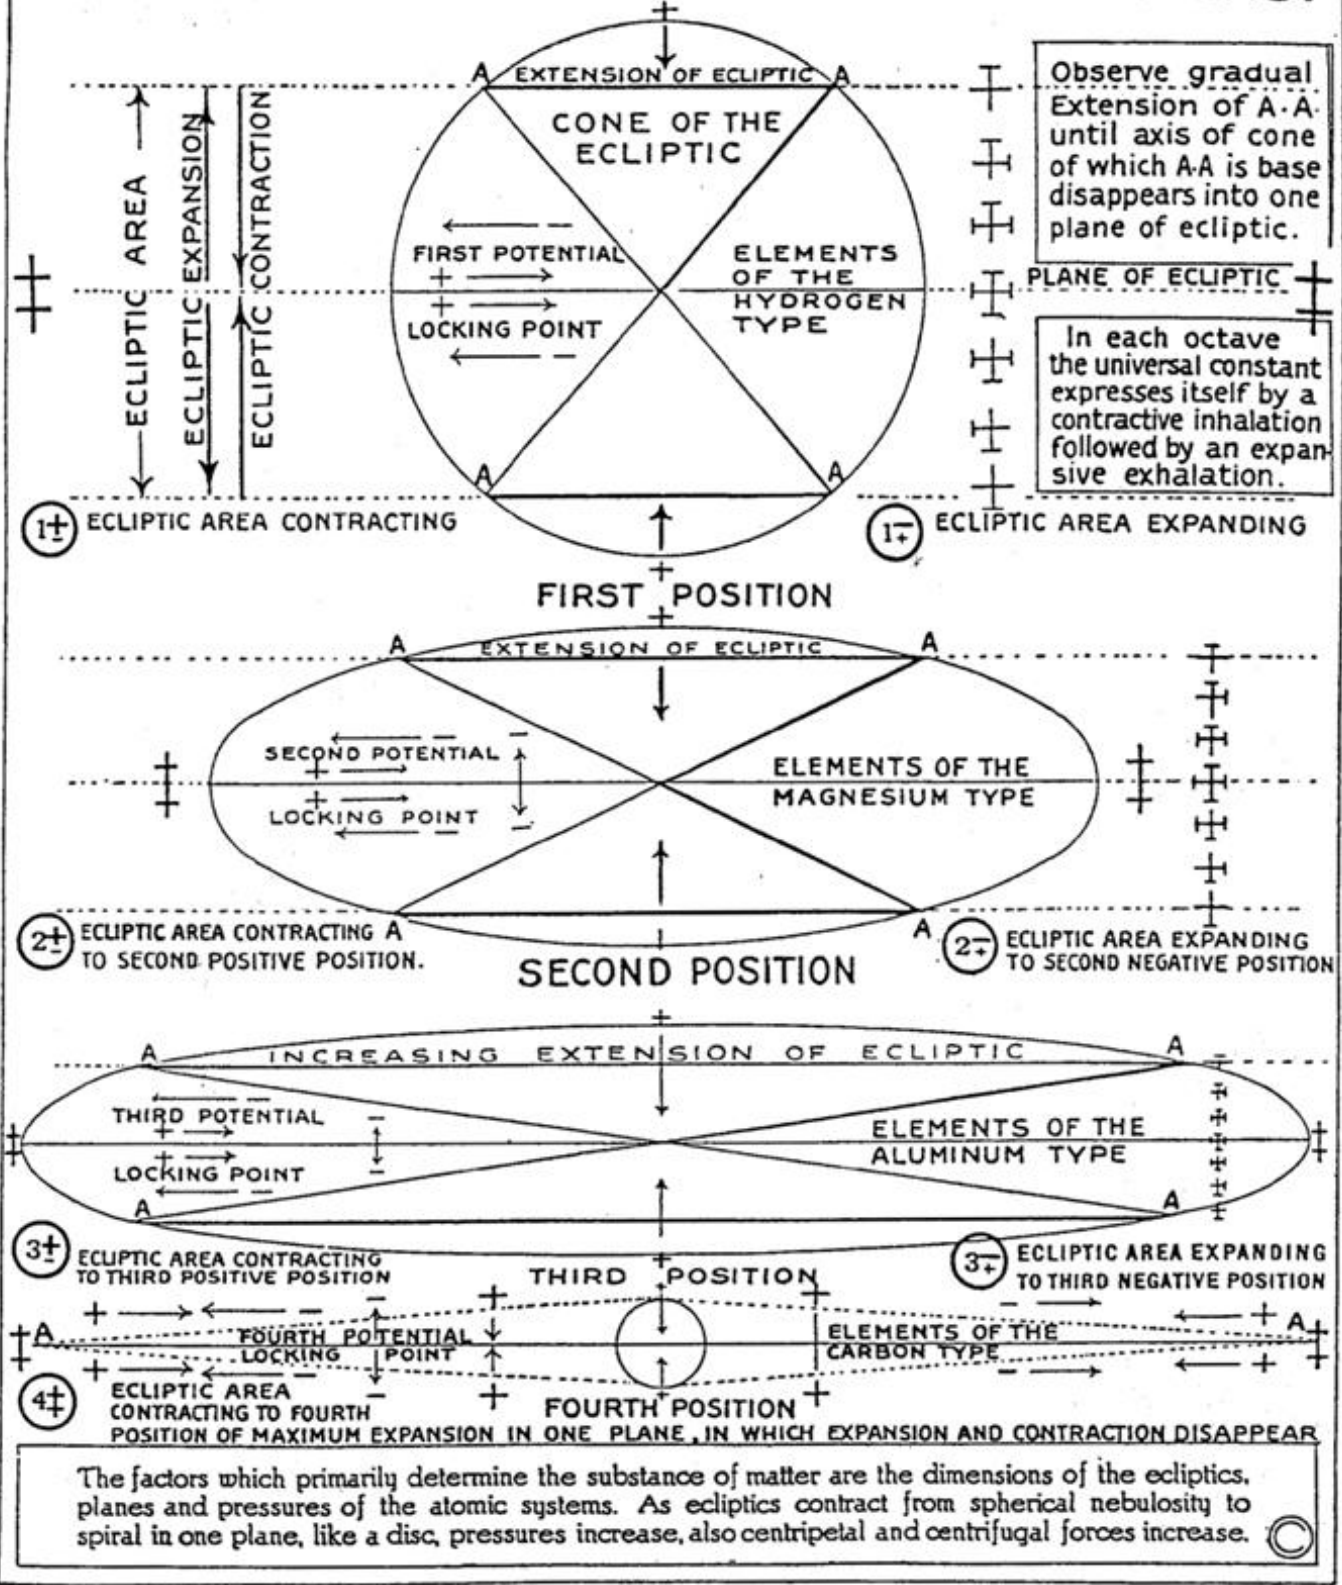 A EXTENSION OF ECLIPTIC A
CONE OF THE
ECLIPTIC
ECLIPTIC AREA
ECLIPTIC EXPANSION
ECLIPTIC CONTRACTION
FIRST POTENTIAL
LOCKING POINT
ELEMENTS
OF THE
HYDROGEN
TYPE
A A
Observe gradual
Extension of A.A.
until axis of cone
of which A.A is base
disappears into one
plane of ecliptic.
PLANE OF ECLIPTIC
In each octave
the universal constant
expresses itself by a
contractive inhalation
followed by an expan-
sive exhalation.
1± ECLIPTIC AREA CONTRACTING
1∓ ECLIPTIC AREA EXPANDING
FIRST POSITION
A EXTENSION OF ECLIPTIC A
SECOND POTENTIAL
LOCKING POINT
ELEMENTS OF THE
MAGNESIUM TYPE
A A
2± ECLIPTIC AREA CONTRACTING
TO SECOND POSITIVE POSITION.
2∓ ECLIPTIC AREA EXPANDING
TO SECOND NEGATIVE POSITION
SECOND POSITION
A INCREASING EXTENSION OF ECLIPTIC A
THIRD POTENTIAL
LOCKING POINT
ELEMENTS OF THE
ALUMINUM TYPE
A A
3± ECLIPTIC AREA CONTRACTING
TO THIRD POSITIVE POSITION
3∓ ECLIPTIC AREA EXPANDING
TO THIRD NEGATIVE POSITION
THIRD POSITION
A FOURTH POTENTIAL
LOCKING POINT
ELEMENTS OF THE A
CARBON TYPE
4‡ ECLIPTIC AREA
CONTRACTING TO FOURTH
FOURTH POSITION
POSITION OF MAXIMUM EXPANSION IN ONE PLANE, IN WHICH EXPANSION AND CONTRACTION DISAPPEAR
The factors which primarily determine the substance of matter are the dimensions of the ecliptics,
planes and pressures of the atomic systems. As ecliptics contract from spherical nebulosity to
spiral in one plane, like a disc, pressures increase, also centripetal and centrifugal forces increase. ©